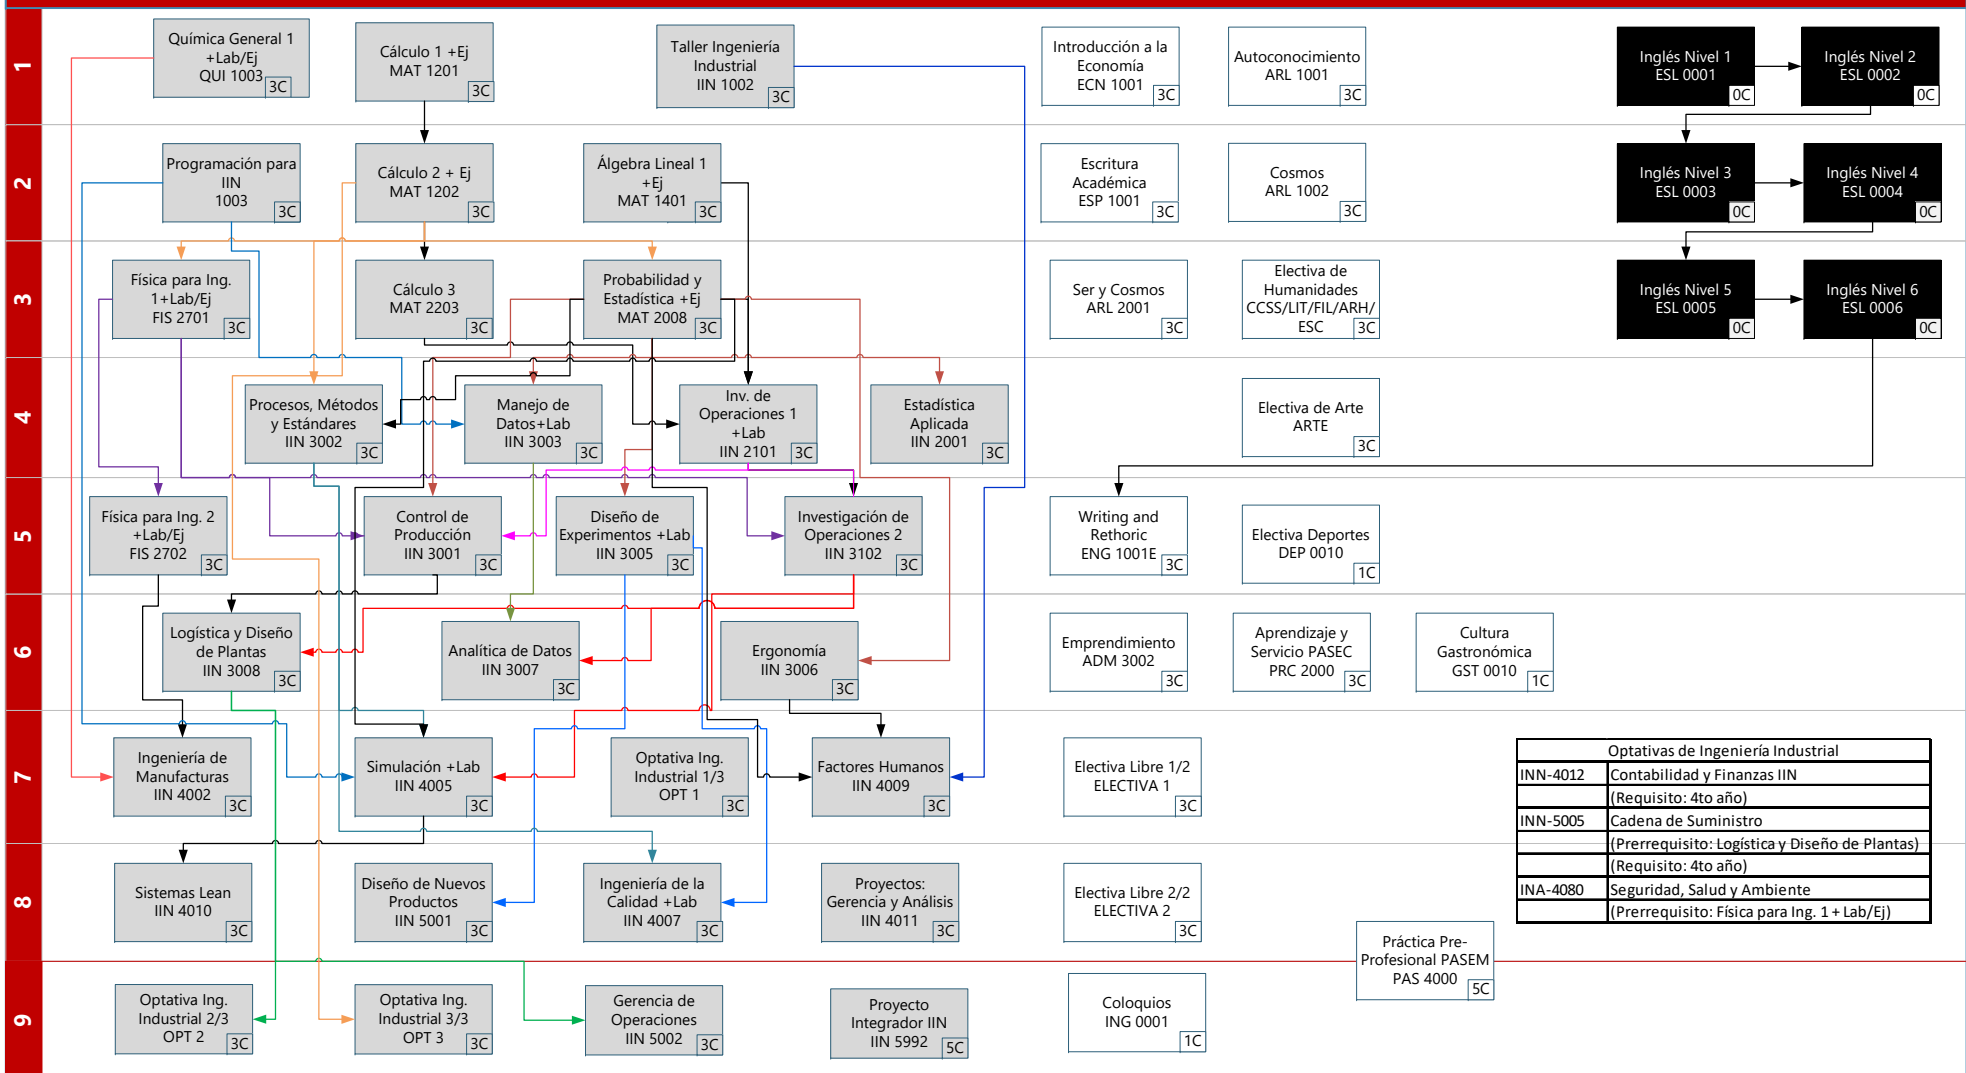 1
Química General 1
+Lab/Ej
QUI 1003
3C
Cálculo 1 +Ej
MAT 1201
3C
Taller Ingeniería
Industrial
IIN 1002
3C
Introducción a la
Economía
ECN 1001
3C
Autoconocimiento
ARL 1001
3C
Inglés Nivel 1
ESL 0001
0C
Inglés Nivel 2
ESL 0002
0C
2
Programación para
IIN
1003
3C
Cálculo 2 + Ej
MAT 1202
3C
Álgebra Lineal 1
+Ej
MAT 1401
3C
Escritura
Académica
ESP 1001
3C
Cosmos
ARL 1002
3C
Inglés Nivel 3
ESL 0003
0C
Inglés Nivel 4
ESL 0004
0C
3
Física para Ing.
1+Lab/Ej
FIS 2701
3C
Cálculo 3
MAT 2203
3C
Probabilidad y
Estadística +Ej
MAT 2008
3C
Ser y Cosmos
ARL 2001
3C
Electiva de
Humanidades
CCSS/LIT/FIL/ARH/
ESC
3C
Inglés Nivel 5
ESL 0005
0C
Inglés Nivel 6
ESL 0006
0C
4
Procesos, Métodos
y Estándares
IIN 3002
3C
Manejo de
Datos+Lab
IIN 3003
3C
Inv. de
Operaciones 1
+Lab
IIN 2101
3C
Estadística
Aplicada
IIN 2001
3C
Electiva de Arte
ARTE
3C
5
Física para Ing. 2
+Lab/Ej
FIS 2702
3C
Control de
Producción
IIN 3001
3C
Diseño de
Experimentos +Lab
IIN 3005
3C
Investigación de
Operaciones 2
IIN 3102
3C
Writing and
Rethoric
ENG 1001E
3C
Electiva Deportes
DEP 0010
1C
6
Logística y Diseño
de Plantas
IIN 3008
3C
Analítica de Datos
IIN 3007
3C
Ergonomía
IIN 3006
3C
Emprendimiento
ADM 3002
3C
Aprendizaje y
Servicio PASEC
PRC 2000
3C
Cultura
Gastronómica
GST 0010
1C
7
Ingeniería de
Manufacturas
IIN 4002
3C
Simulación +Lab
IIN 4005
3C
Optativa Ing.
Industrial 1/3
OPT 1
3C
Factores Humanos
IIN 4009
3C
Electiva Libre 1/2
ELECTIVA 1
3C
Optativas de Ingeniería Industrial
INN-4012 Contabilidad y Finanzas IIN
(Requisito: 4to año)
INN-5005 Cadena de Suministro
(Prerrequisito: Logística y Diseño de Plantas)
(Requisito: 4to año)
INA-4080 Seguridad, Salud y Ambiente
(Prerrequisito: Física para Ing. 1 + Lab/Ej)
8
Sistemas Lean
IIN 4010
3C
Diseño de Nuevos
Productos
IIN 5001
3C
Ingeniería de la
Calidad +Lab
IIN 4007
3C
Proyectos:
Gerencia y Análisis
IIN 4011
3C
Electiva Libre 2/2
ELECTIVA 2
3C
Práctica Pre-
Profesional PASEM
PAS 4000
5C
9
Optativa Ing.
Industrial 2/3
OPT 2
3C
Optativa Ing.
Industrial 3/3
OPT 3
3C
Gerencia de
Operaciones
IIN 5002
3C
Proyecto
Integrador IIN
IIN 5992
5C
Coloquios
ING 0001
1C